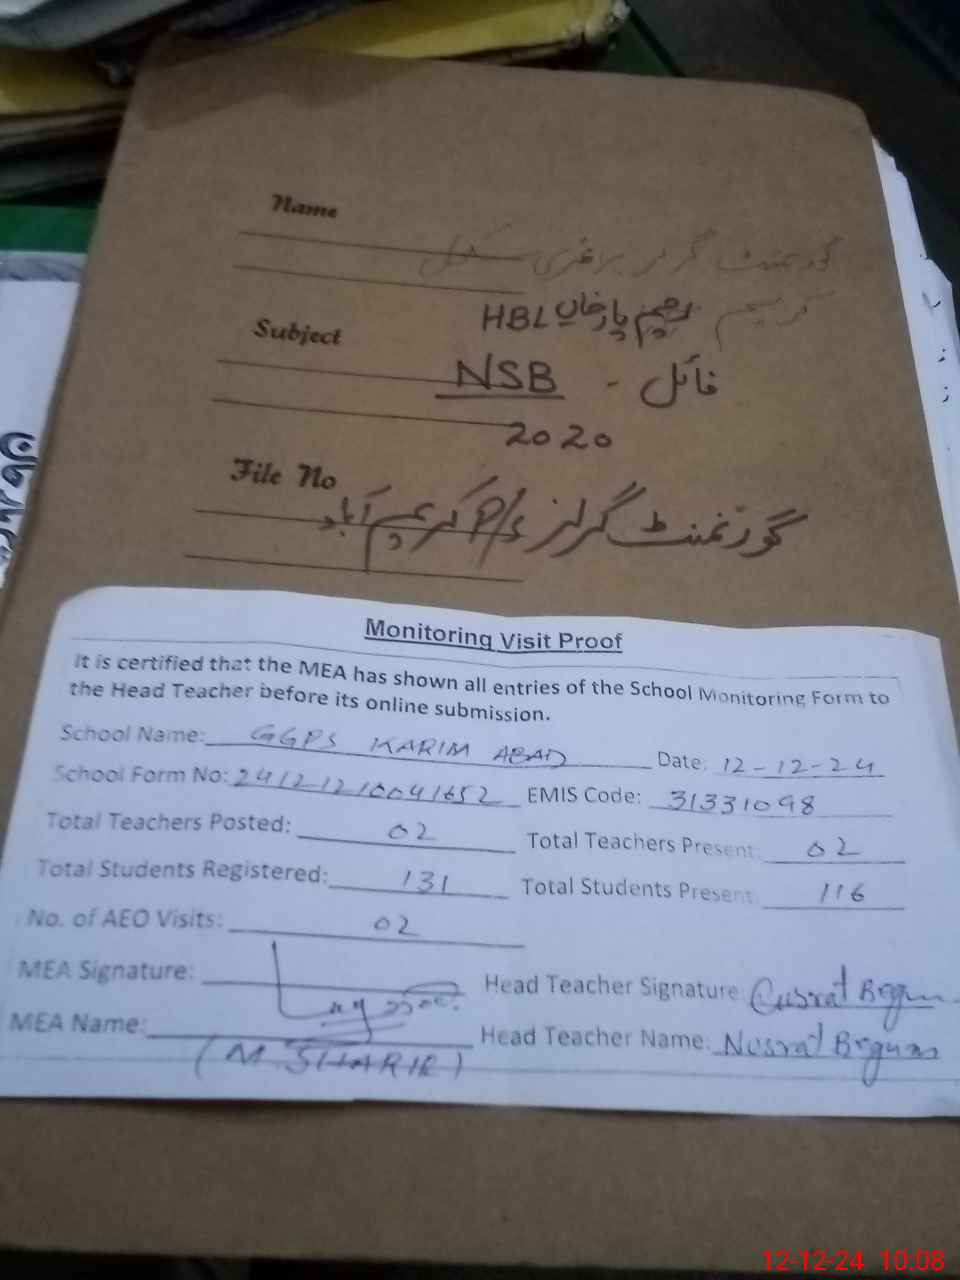 Name
گورنمنٹ گرلز پرائمری سکول
رحیم یار خان HBL
Subject
فائل - NSB
2020
File No
گورنمنٹ گرلز P/S کریم آباد
Monitoring Visit Proof
It is certified that the MEA has shown all entries of the School Monitoring Form to
the Head Teacher before its online submission.
School Name: GGPS KARIM ABAD Date: 12-12-24
School Form No: 24121210041652 EMIS Code: 31331098
Total Teachers Posted: 02 Total Teachers Present: 02
Total Students Registered: 131 Total Students Present: 116
No. of AEO Visits: 02
MEA Signature: Head Teacher Signature: Begum
MEA Name: (M. SHARIF) Head Teacher Name: Nusrat Begum
12-12-24 10:08